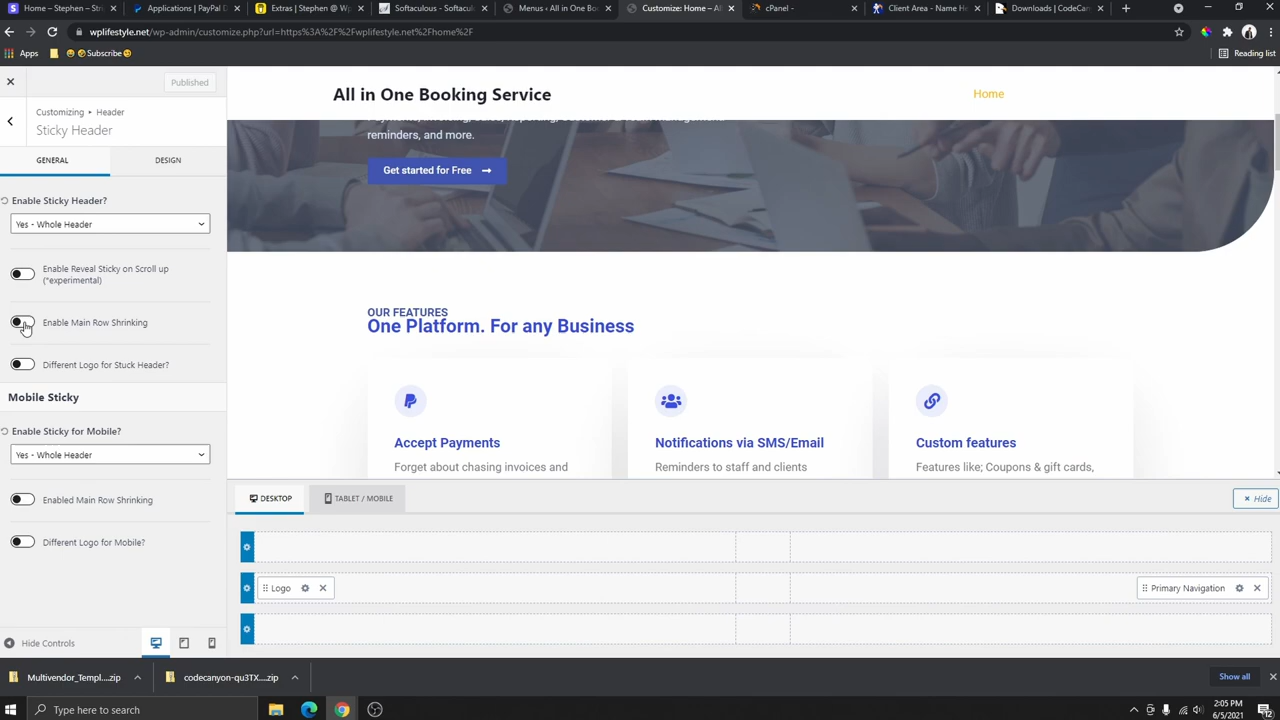 Home – Stephen @ Str
Applications | PayPal D
Extras | Stephen @ Wp
Softaculous - Softacul
Menus ‹ All in One Boo
Customize: Home – All
cPanel -
Client Area - Name He
Downloads | CodeCan
wplifestyle.net/wp-admin/customize.php?url=https%3A%2F%2Fwplifestyle.net%2Fhome%2F
Apps
Subscribe
Reading list
Published
Customizing ▸ Header
Sticky Header
GENERAL
DESIGN
Enable Sticky Header?
Yes - Whole Header
Enable Reveal Sticky on Scroll up
(*experimental)
Enable Main Row Shrinking
Different Logo for Stuck Header?
Mobile Sticky
Enable Sticky for Mobile?
Yes - Whole Header
Enabled Main Row Shrinking
Different Logo for Mobile?
Hide Controls
All in One Booking Service
Home
reminders, and more.
Get started for Free
OUR FEATURES
One Platform. For any Business
Accept Payments
Forget about chasing invoices and
Notifications via SMS/Email
Reminders to staff and clients
Custom features
Features like; Coupons & gift cards,
DESKTOP
TABLET / MOBILE
Hide
Logo
Primary Navigation
Multivendor_Templ....zip
codecanyon-qu3TX....zip
Show all
Type here to search
2:05 PM
6/5/2021